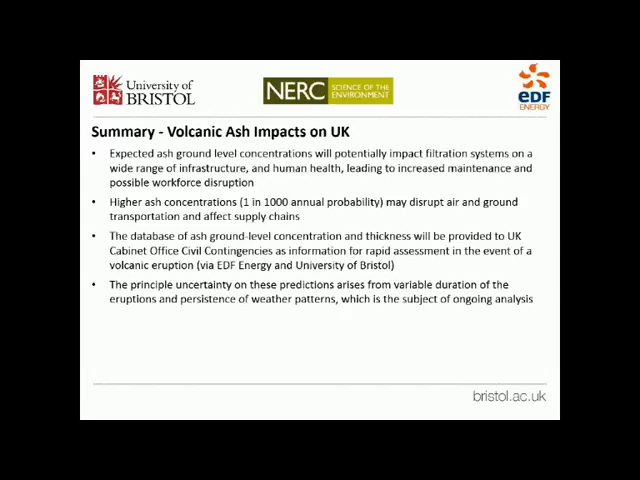 University of
BRISTOL
NERC SCIENCE OF THE
ENVIRONMENT
edf
ENERGY
Summary - Volcanic Ash Impacts on UK
• Expected ash ground level concentrations will potentially impact filtration systems on a
wide range of infrastructure, and human health, leading to increased maintenance and
possible workforce disruption
• Higher ash concentrations (1 in 1000 annual probability) may disrupt air and ground
transportation and affect supply chains
• The database of ash ground-level concentration and thickness will be provided to UK
Cabinet Office Civil Contingencies as information for rapid assessment in the event of a
volcanic eruption (via EDF Energy and University of Bristol)
• The principle uncertainty on these predictions arises from variable duration of the
eruptions and persistence of weather patterns, which is the subject of ongoing analysis
bristol.ac.uk